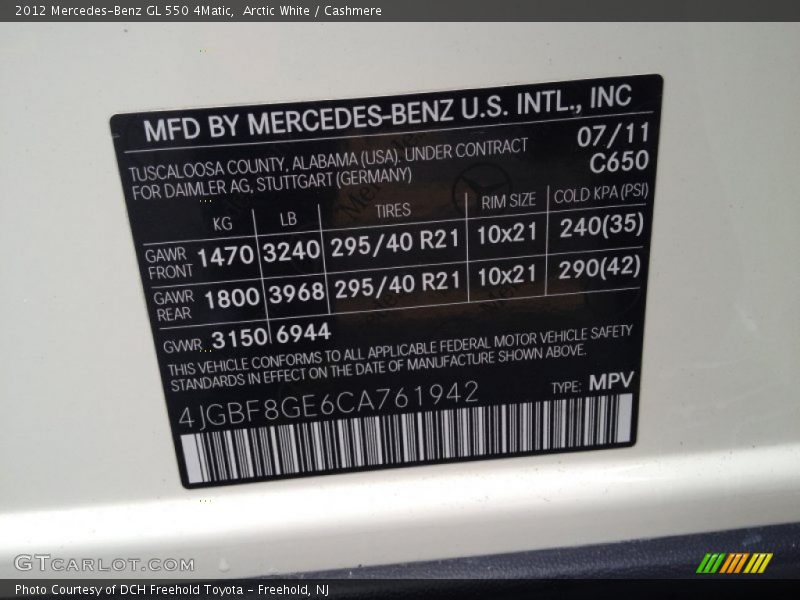 2012 Mercedes-Benz GL 550 4Matic,  Arctic White / Cashmere
MFD BY MERCEDES-BENZ U.S. INTL., INC
TUSCALOOSA COUNTY, ALABAMA (USA), UNDER CONTRACT
FOR DAIMLER AG, STUTTGART (GERMANY)
07/11
C650
KG LB TIRES RIM SIZE COLD KPA(PSI)
GAWR FRONT 1470 3240 295/40 R21 10x21 240(35)
GAWR REAR 1800 3968 295/40 R21 10x21 290(42)
GVWR 3150 6944
THIS VEHICLE CONFORMS TO ALL APPLICABLE FEDERAL MOTOR VEHICLE SAFETY
STANDARDS IN EFFECT ON THE DATE OF MANUFACTURE SHOWN ABOVE.
4JGBF8GE6CA761942 TYPE: MPV
GTCARLOT.COM
Photo Courtesy of DCH Freehold Toyota - Freehold, NJ